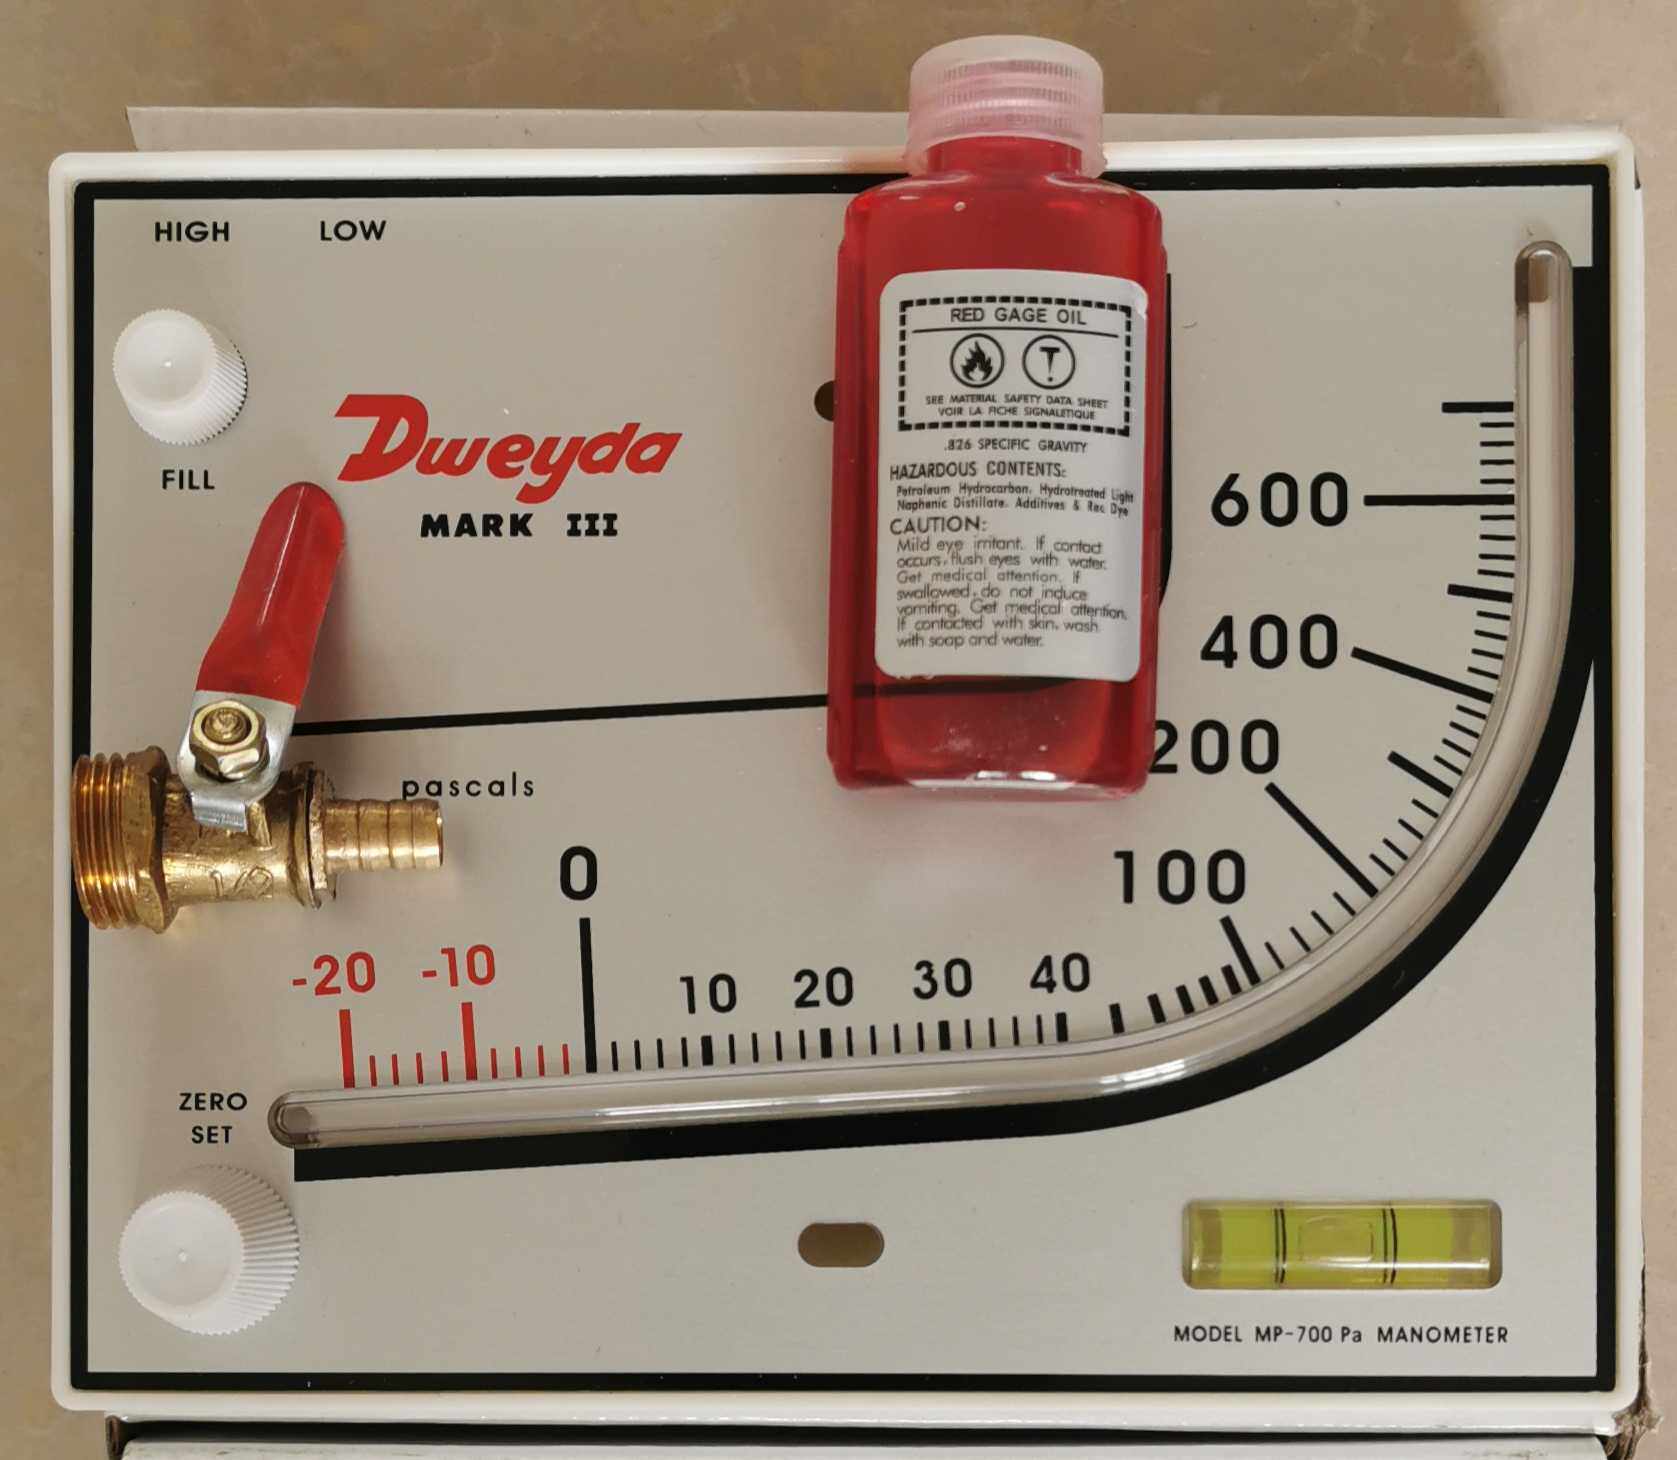 HIGH LOW
FILL
Dweyda
MARK III
RED GAGE OIL
SEE MATERIAL SAFETY DATA SHEET
VOIR LA FICHE SIGNALETIQUE
.826 SPECIFIC GRAVITY
HAZARDOUS CONTENTS:
Petroleum Hydrocarbon. Hydrotreated Light
Naphenic Distillate. Additives & Rec Dye
CAUTION:
Mild eye irritant. If contact
occurs, flush eyes with water.
Get medical attention. If
swallowed, do not induce
vomiting. Get medical attention.
If contacted with skin, wash
with soap and water.
600
400
200
100
pascals
0
-20 -10 10 20 30 40
ZERO
SET
MODEL MP-700 Pa MANOMETER